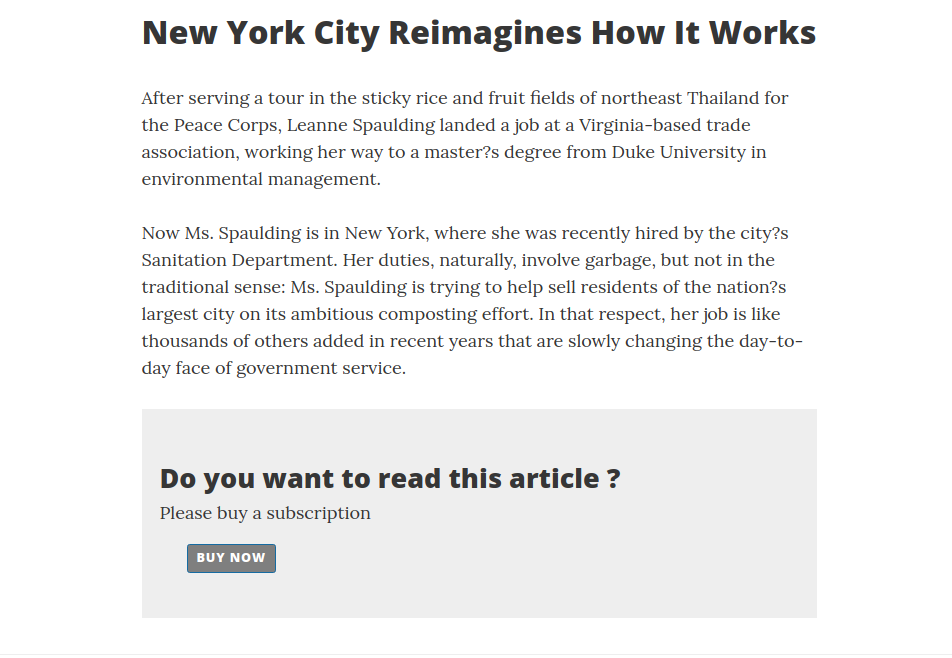 New York City Reimagines How It Works
After serving a tour in the sticky rice and fruit fields of northeast Thailand for
the Peace Corps, Leanne Spaulding landed a job at a Virginia-based trade
association, working her way to a master?s degree from Duke University in
environmental management.
Now Ms. Spaulding is in New York, where she was recently hired by the city?s
Sanitation Department. Her duties, naturally, involve garbage, but not in the
traditional sense: Ms. Spaulding is trying to help sell residents of the nation?s
largest city on its ambitious composting effort. In that respect, her job is like
thousands of others added in recent years that are slowly changing the day-to-
day face of government service.
Do you want to read this article ?
Please buy a subscription
BUY NOW